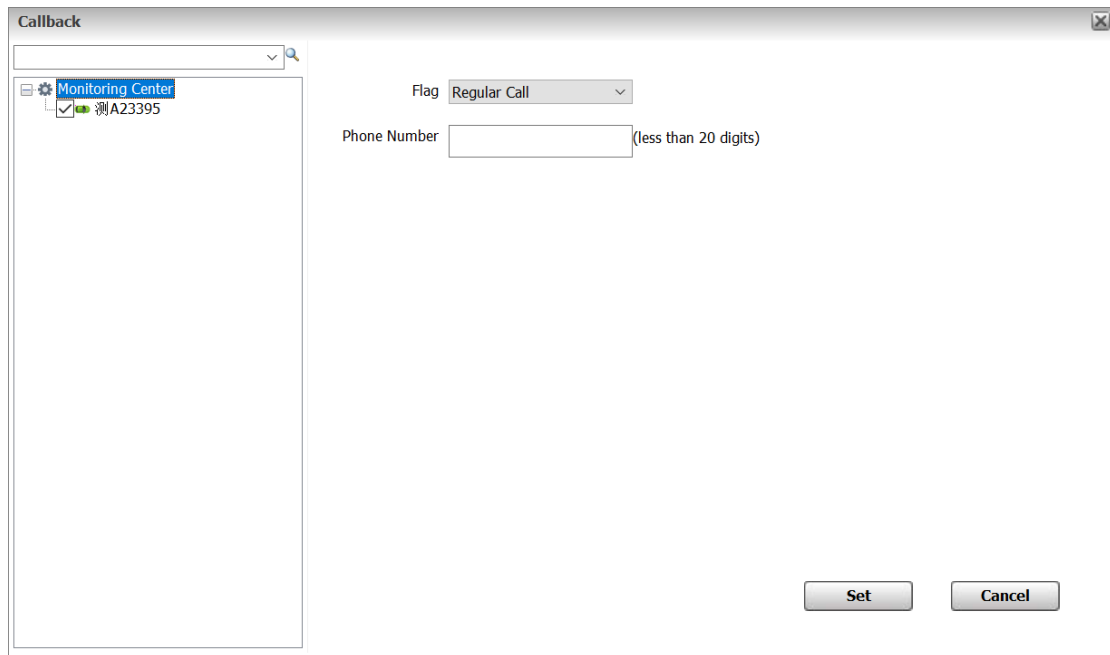 Callback
Monitoring Center
测A23395
Flag Regular Call
Phone Number (less than 20 digits)
Set Cancel